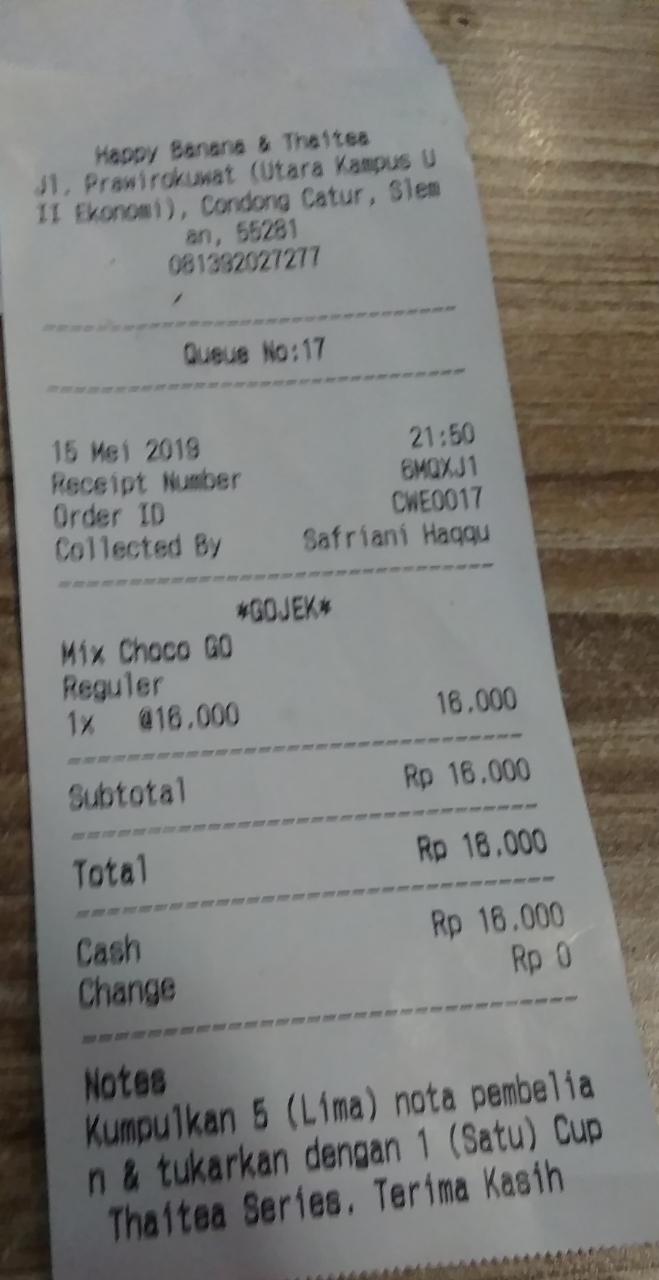 Happy Banana & Thaitea
Jl. Prawirokuwat (Utara Kampus U
II Ekonomi), Condong Catur, Slem
an, 55281
081392027277
Queue No:17
15 Mei 2019 21:50
Receipt Number 6MQXJ1
Order ID CWE0017
Collected By Safriani Haqqu
*GOJEK*
Mix Choco GO
Reguler
1x @16.000 16.000
Subtotal Rp 16.000
Total Rp 16.000
Cash Rp 16.000
Change Rp 0
Notes
Kumpulkan 5 (Lima) nota pembelia
n & tukarkan dengan 1 (Satu) Cup
Thaitea Series. Terima Kasih